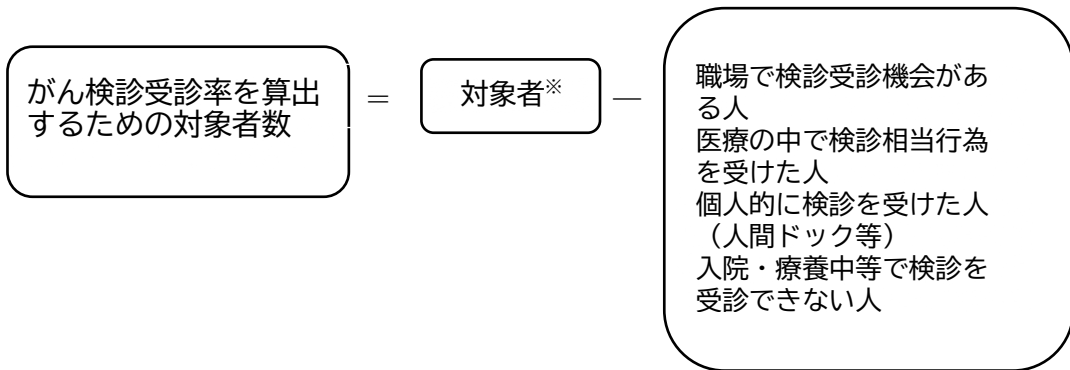 がん検診受診率を算出
するための対象者数
=
対象者※
—
職場で検診受診機会があ
る人
医療の中で検診相当行為
を受けた人
個人的に検診を受けた人
（人間ドック等）
入院・療養中等で検診を
受診できない人